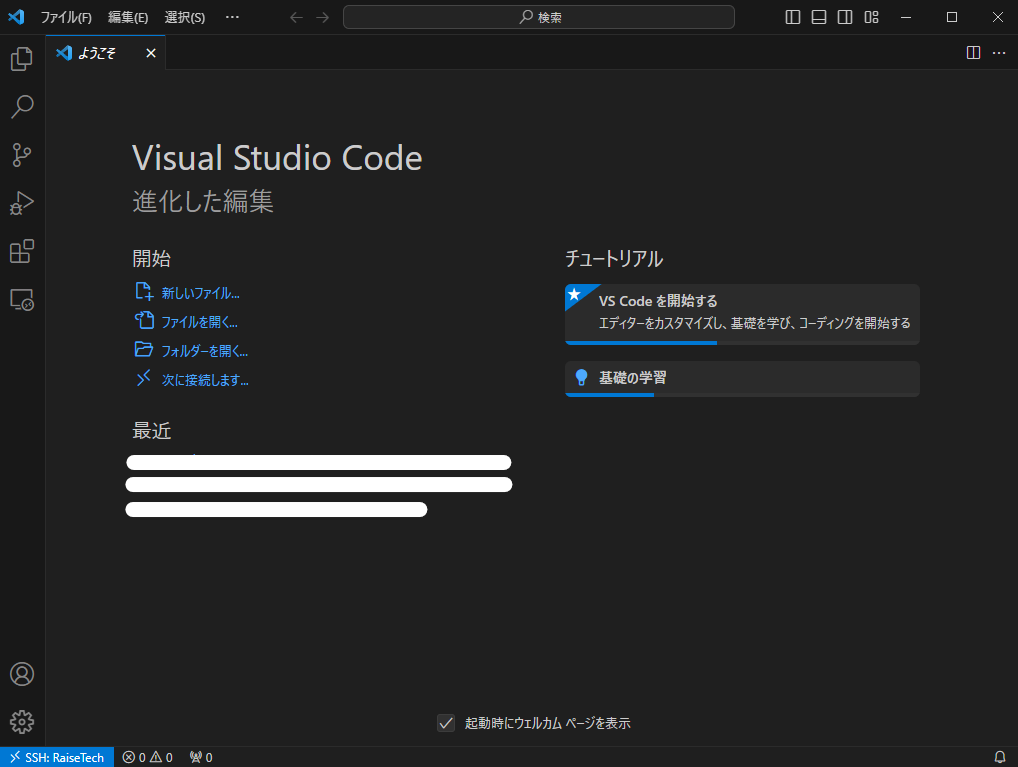 ファイル(F) 編集(E) 選択(S) … 検索
ようこそ
Visual Studio Code
進化した編集
開始
新しいファイル...
ファイルを開く...
フォルダーを開く...
次に接続します...
最近
チュートリアル
VS Code を開始する
エディターをカスタマイズし、基礎を学び、コーディングを開始する
基礎の学習
起動時にウェルカム ページを表示
SSH: RaiseTech 0 0 0